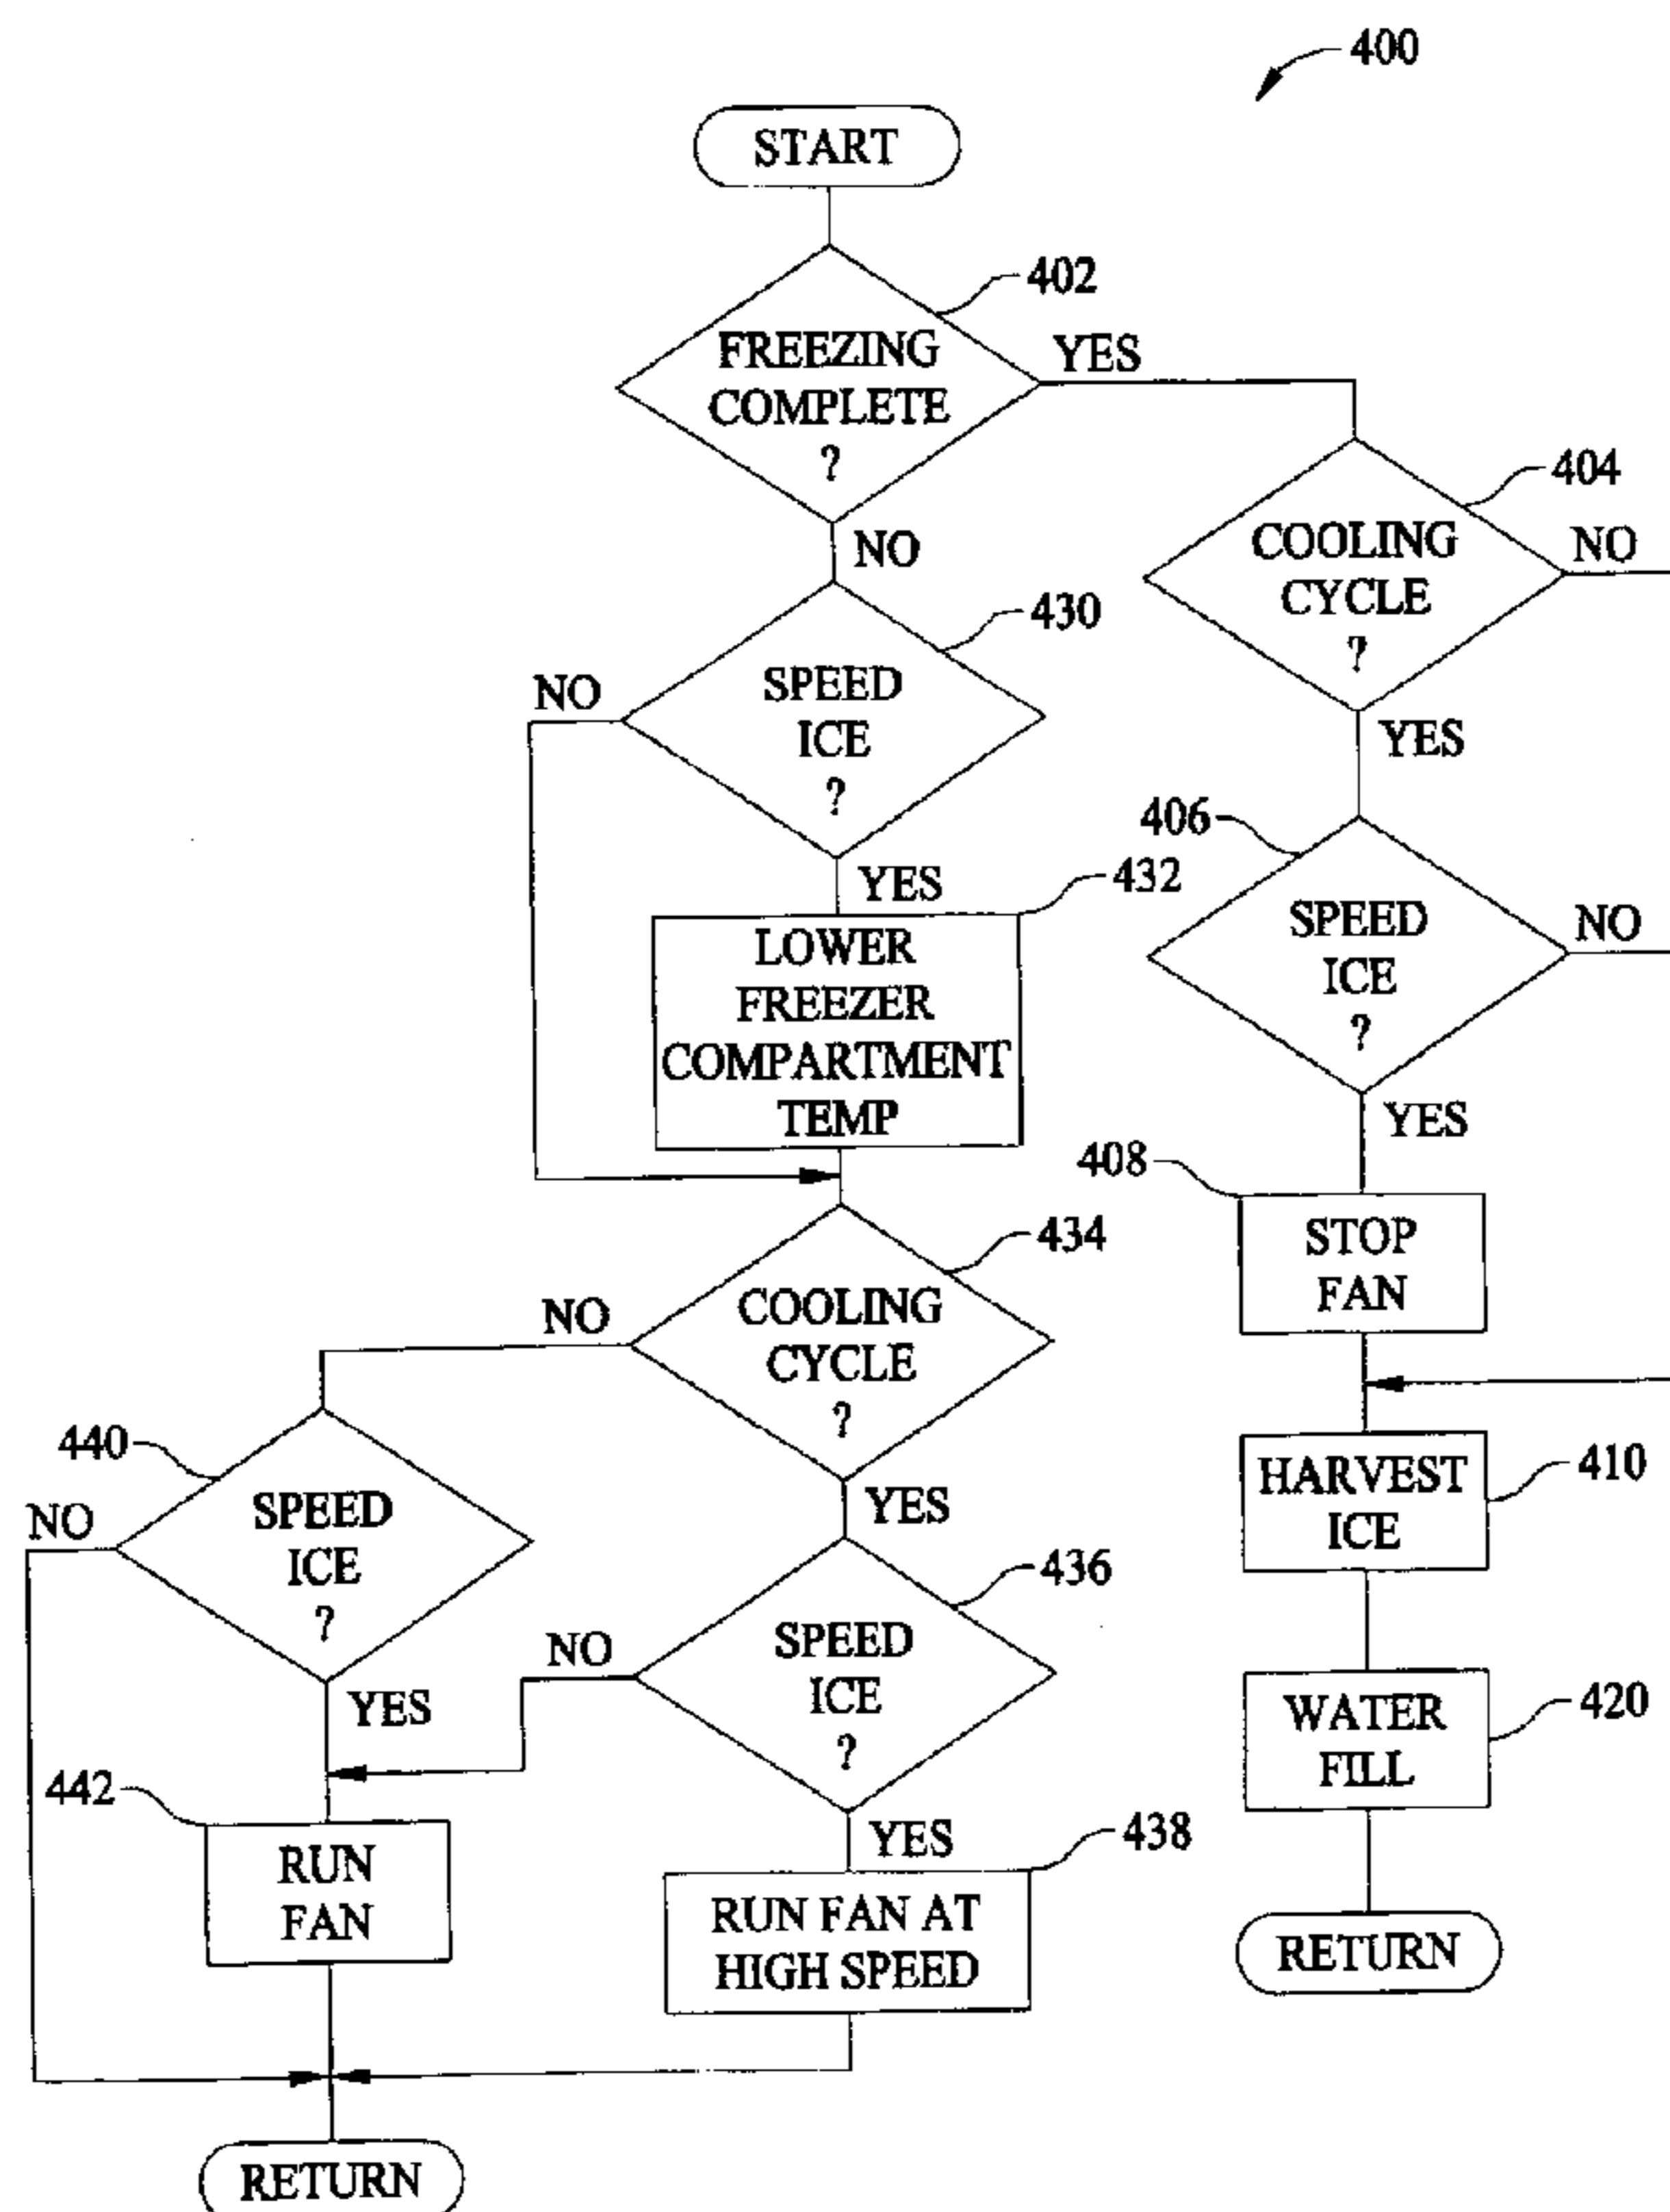 400
START
402
FREEZING
COMPLETE
?
YES
NO
404
COOLING
CYCLE
?
NO
YES
430
SPEED
ICE
?
NO
YES
406
SPEED
ICE
?
NO
YES
432
LOWER
FREEZER
COMPARTMENT
TEMP
408
STOP
FAN
434
COOLING
CYCLE
?
NO
YES
410
HARVEST
ICE
440
SPEED
ICE
?
NO
YES
436
SPEED
ICE
?
NO
YES
420
WATER
FILL
442
RUN
FAN
438
RUN FAN AT
HIGH SPEED
RETURN
RETURN